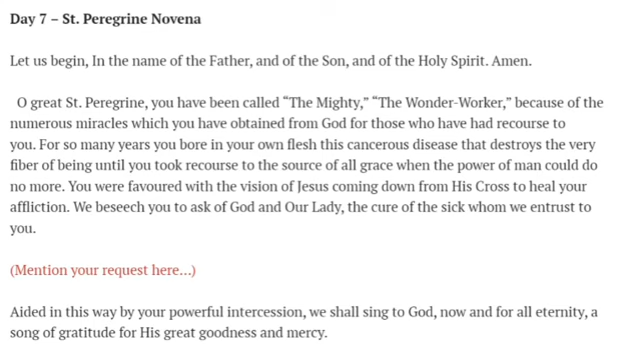 Day 7 – St. Peregrine Novena
Let us begin, In the name of the Father, and of the Son, and of the Holy Spirit. Amen.
O great St. Peregrine, you have been called “The Mighty,” “The Wonder-Worker,” because of the
numerous miracles which you have obtained from God for those who have had recourse to
you. For so many years you bore in your own flesh this cancerous disease that destroys the very
fiber of being until you took recourse to the source of all grace when the power of man could do
no more. You were favoured with the vision of Jesus coming down from His Cross to heal your
affliction. We beseech you to ask of God and Our Lady, the cure of the sick whom we entrust to
you.
(Mention your request here…)
Aided in this way by your powerful intercession, we shall sing to God, now and for all eternity, a
song of gratitude for His great goodness and mercy.